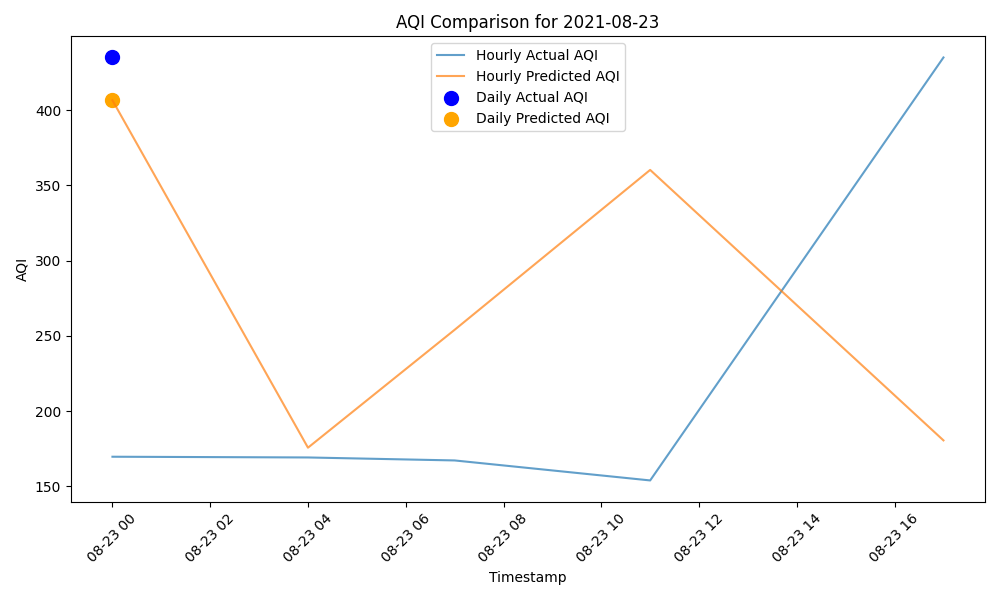 AQI Comparison for 2021-08-23
Hourly Actual AQI
Hourly Predicted AQI
Daily Actual AQI
Daily Predicted AQI
AQI
400
350
300
250
200
150
08-23 00
08-23 02
08-23 04
08-23 06
08-23 08
08-23 10
08-23 12
08-23 14
08-23 16
Timestamp